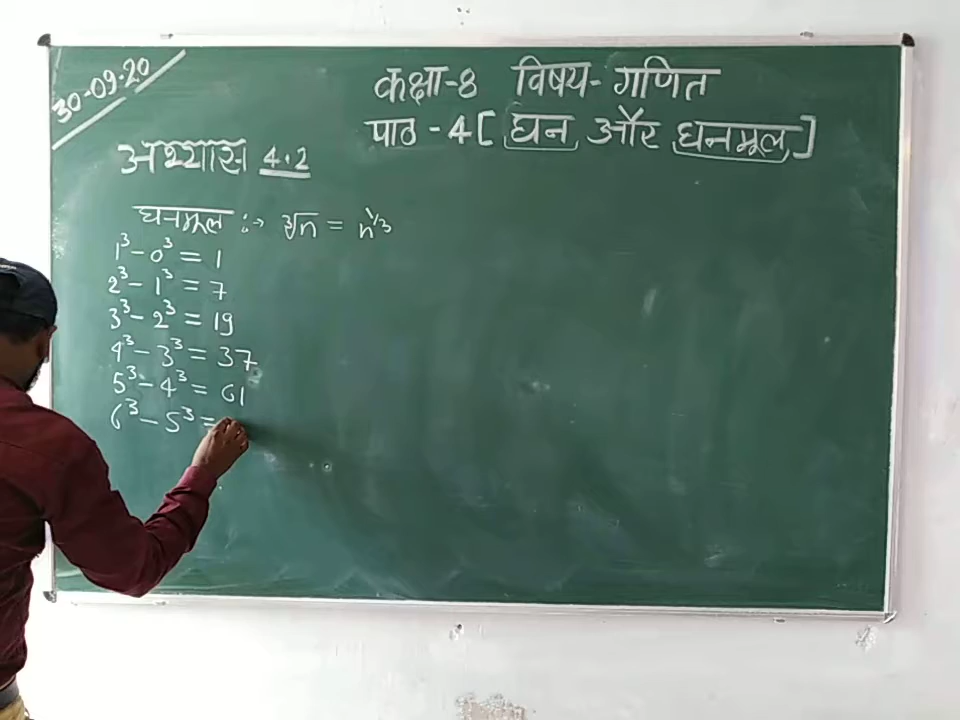 30-09-20
कक्षा-8 विषय- गणित
पाठ - 4 [ घन और घनमूल ]
अभ्यास 4.2
घनमूल :→ ∛n = n^1/3
1³ - 0³ = 1
2³ - 1³ = 7
3³ - 2³ = 19
4³ - 3³ = 37
5³ - 4³ = 61
6³ - 5³ =